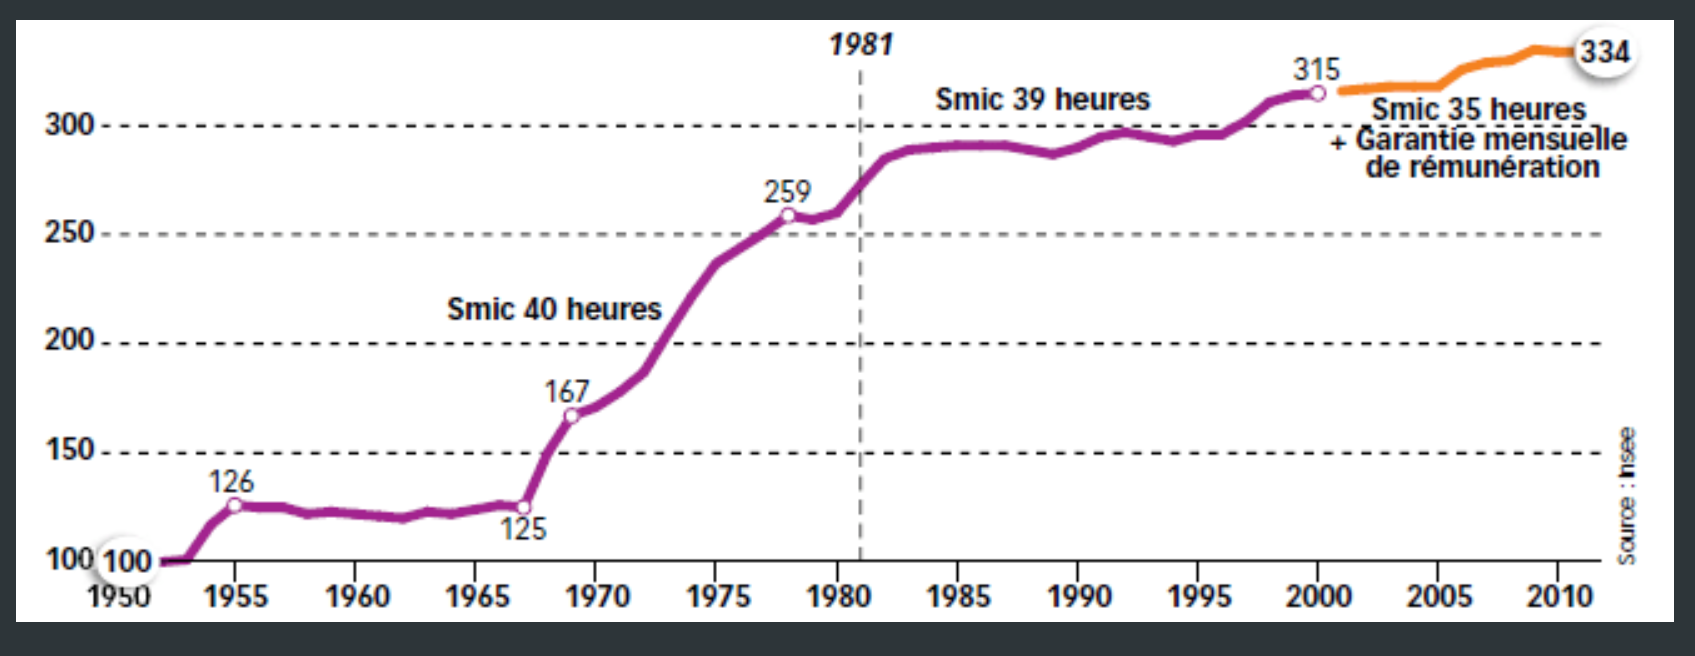 1981
334
315
Smic 39 heures
Smic 35 heures
+ Garantie mensuelle
de rémunération
300
259
250
Smic 40 heures
200
167
150
126
125
100
100
1950 1955 1960 1965 1970 1975 1980 1985 1990 1995 2000 2005 2010
Source : Insee